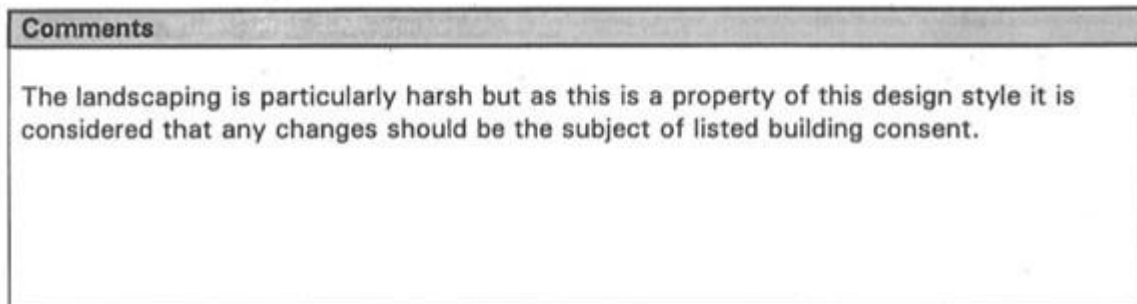 Comments
The landscaping is particularly harsh but as this is a property of this design style it is
considered that any changes should be the subject of listed building consent.